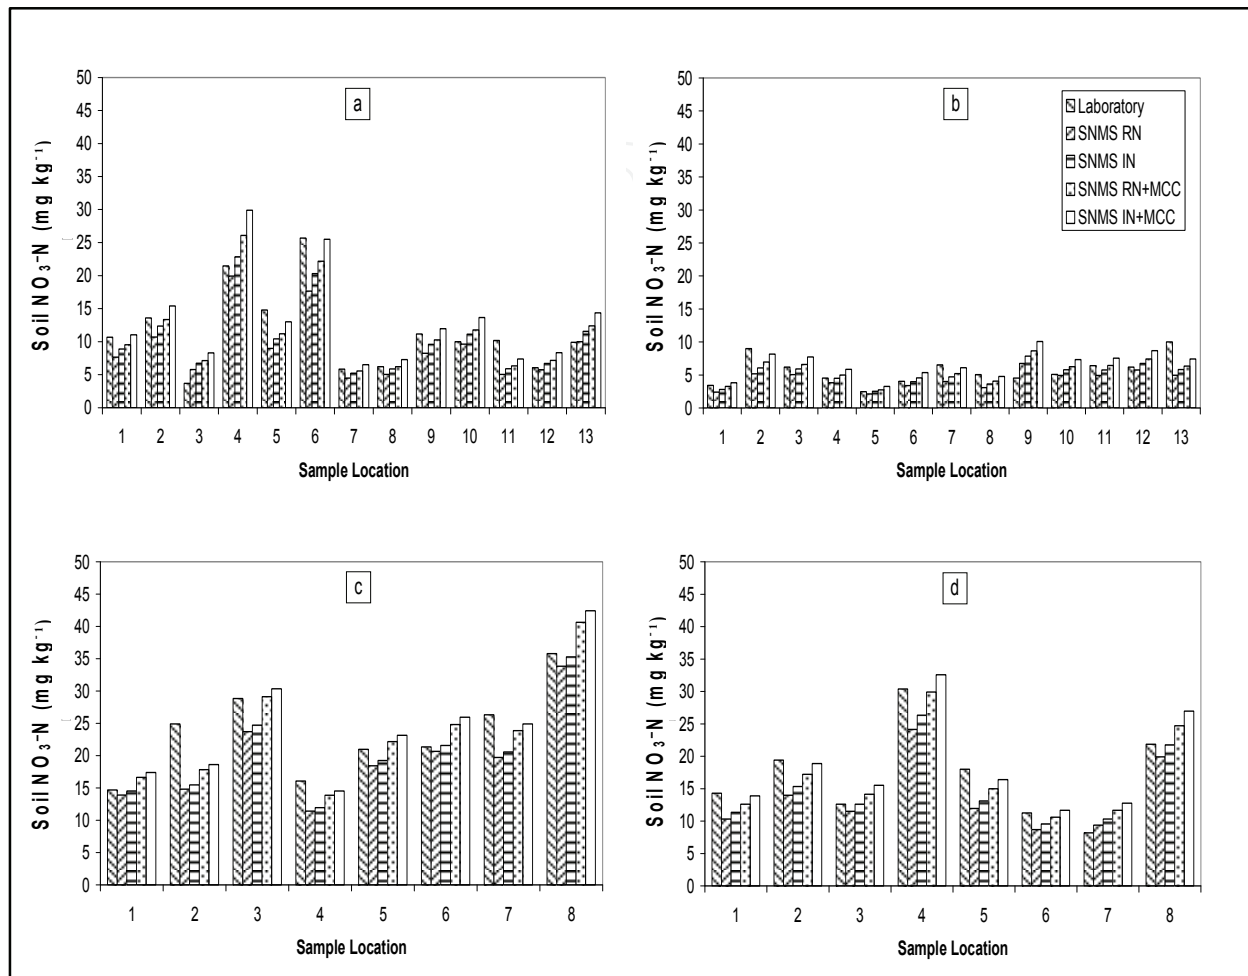 a
50
45
40
35
30
25
20
15
10
5
0
Soil NO₃-N (mg kg⁻¹)
1 2 3 4 5 6 7 8 9 10 11 12 13
Sample Location
b
Laboratory
SNMS RN
SNMS IN
SNMS RN+MCC
SNMS IN+MCC
50
45
40
35
30
25
20
15
10
5
0
Soil NO₃-N (mg kg⁻¹)
1 2 3 4 5 6 7 8 9 10 11 12 13
Sample Location
c
50
45
40
35
30
25
20
15
10
5
0
Soil NO₃-N (mg kg⁻¹)
1 2 3 4 5 6 7 8
Sample Location
d
50
45
40
35
30
25
20
15
10
5
0
Soil NO₃-N (mg kg⁻¹)
1 2 3 4 5 6 7 8
Sample Location